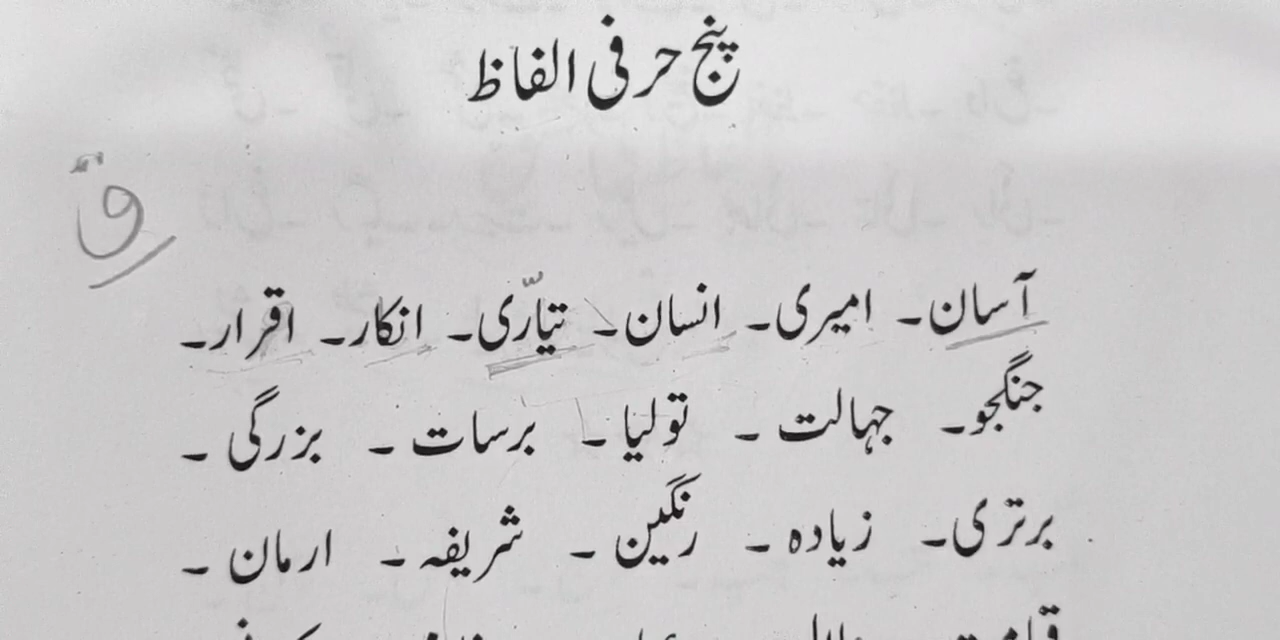 پنج حرفی الفاظ
ق
آسان۔ امیری۔ انسان۔ تیاّری۔ انکار۔ اقرار۔
جنگجو۔ جہالت ۔ تولیا ۔ برسات ۔ بزرگی ۔
برتری۔ زیادہ ۔ رنگین ۔ شریفہ ۔ ارمان ۔